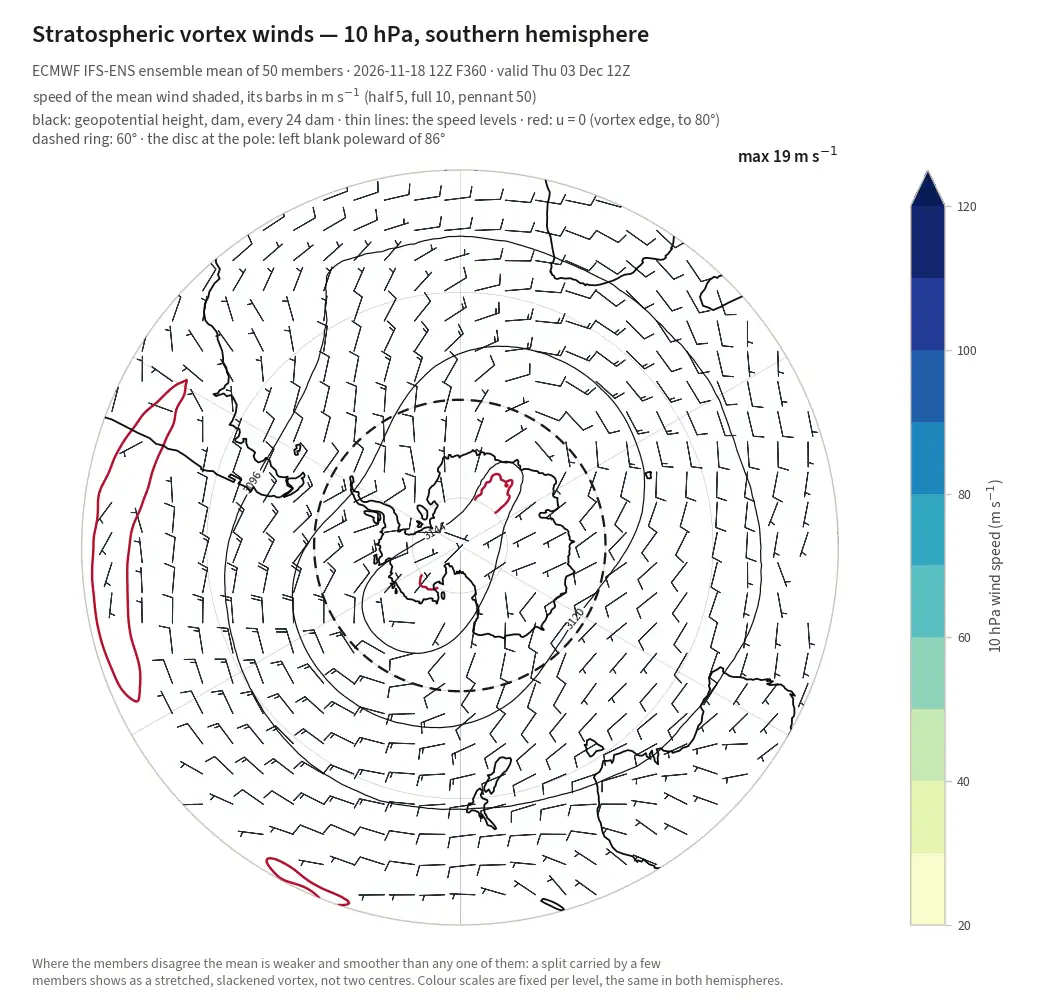 Stratospheric vortex winds — 10 hPa, southern hemisphere
ECMWF IFS-ENS ensemble mean of 50 members · 2026-11-18 12Z F360 · valid Thu 03 Dec 12Z
speed of the mean wind shaded, its barbs in m s⁻¹ (half 5, full 10, pennant 50)
black: geopotential height, dam, every 24 dam · thin lines: the speed levels · red: u = 0 (vortex edge, to 80°)
dashed ring: 60° · the disc at the pole: left blank poleward of 86°
max 19 m s⁻¹
120
100
80
60
40
20
10 hPa wind speed (m s⁻¹)
3096
3144
3120
Where the members disagree the mean is weaker and smoother than any one of them: a split carried by a few
members shows as a stretched, slackened vortex, not two centres. Colour scales are fixed per level, the same in both hemispheres.